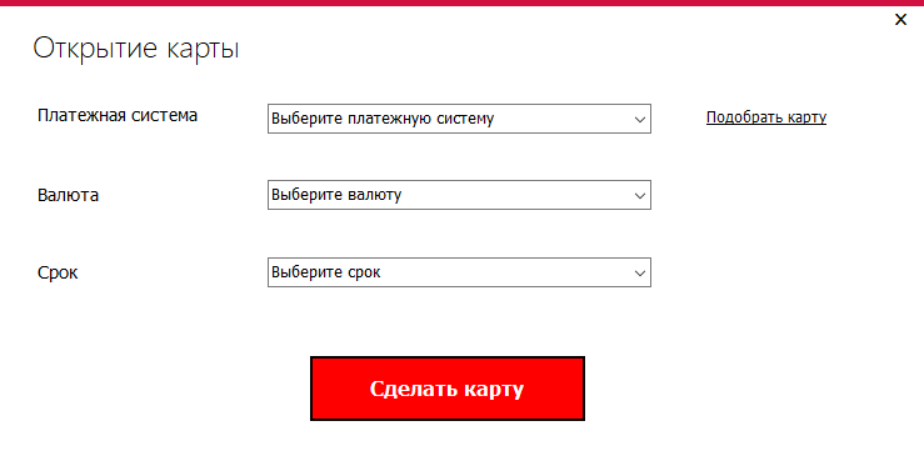 x
Открытие карты
Платежная система
Выберите платежную систему
Подобрать карту
Валюта
Выберите валюту
Срок
Выберите срок
Сделать карту